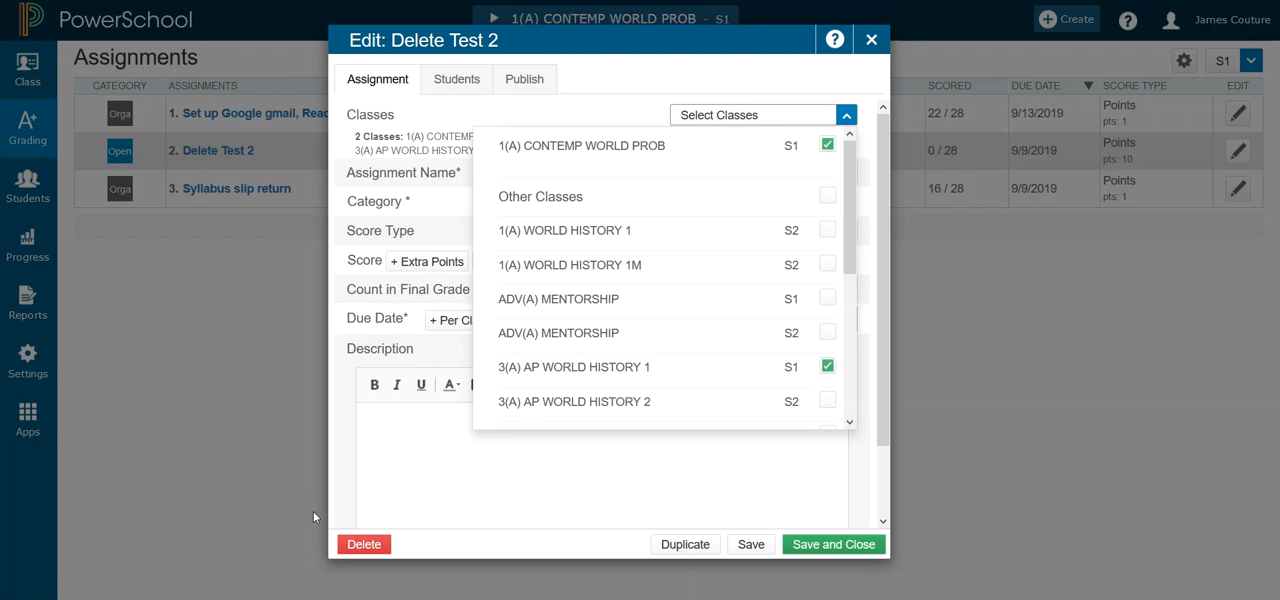 PowerSchool
1(A) CONTEMP WORLD PROB - S1
Create
?
James Couture
Class
Grading
Students
Progress
Reports
Settings
Apps
Assignments
S1
CATEGORY ASSIGNMENTS SCORED DUE DATE SCORE TYPE EDIT
Orga 1. Set up Google gmail, 22 / 28 9/13/2019 Points
pts: 1
Open 2. Delete Test 2 0 / 28 9/9/2019 Points
pts: 10
Orga 3. Syllabus slip return 16 / 28 9/9/2019 Points
pts: 1
Edit: Delete Test 2
?
Assignment Students Publish
Classes
Select Classes
2 Classes: 1(A) CONTEMP
3(A) AP WORLD HISTORY
Assignment Name*
Category *
Score Type
Score + Extra Points
Count in Final Grade
Due Date*
+ Per
Description
B I U A
1(A) CONTEMP WORLD PROB S1
Other Classes
1(A) WORLD HISTORY 1 S2
1(A) WORLD HISTORY 1M S2
ADV(A) MENTORSHIP S1
ADV(A) MENTORSHIP S2
3(A) AP WORLD HISTORY 1 S1
3(A) AP WORLD HISTORY 2 S2
Delete Duplicate Save Save and Close